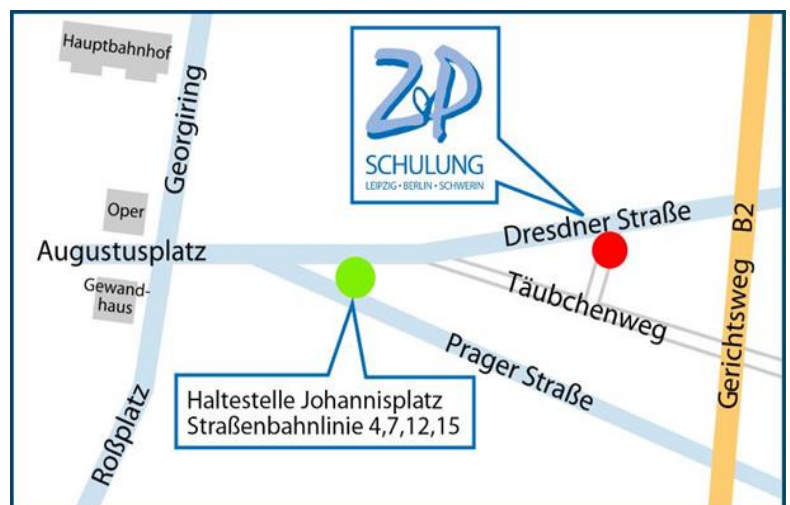 Hauptbahnhof
Georgiring
Z&P
SCHULUNG
LEIPZIG • BERLIN • SCHWERIN
Oper
Augustusplatz
Dresdner Straße
Gewand-
haus
Täubchenweg
Prager Straße
Gerichtsweg B2
Roßplatz
Haltestelle Johannisplatz
Straßenbahnlinie 4,7,12,15